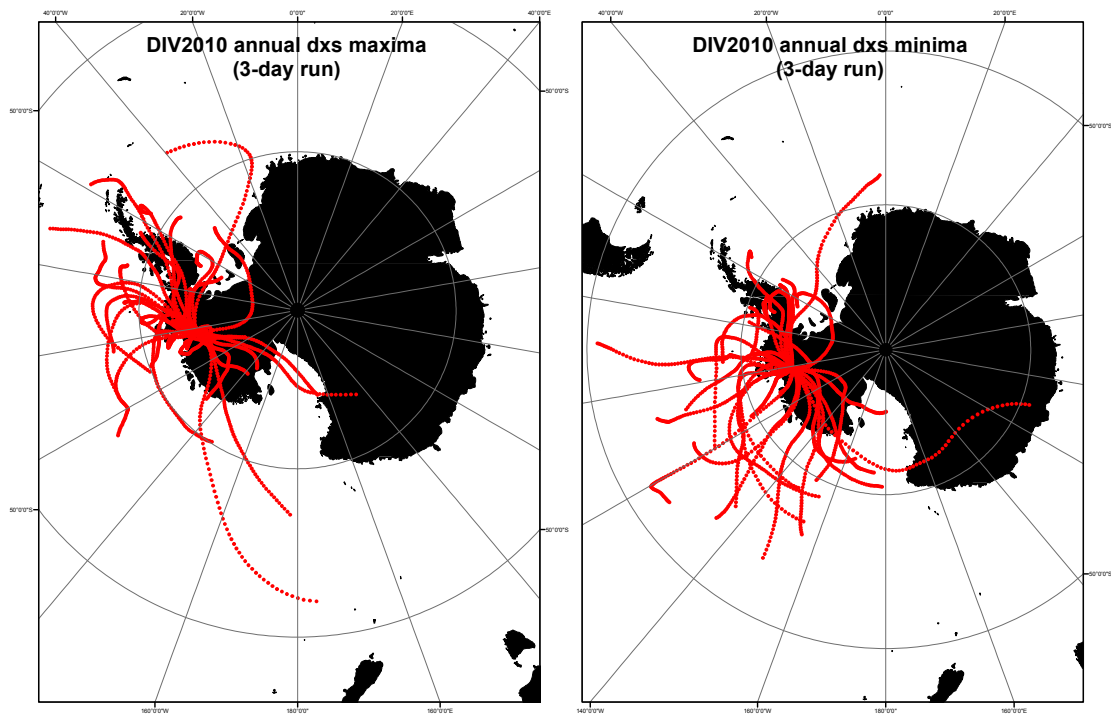 40°0'0"W 20°0'0"W 0°0'0" 20°0'0"E 40°0'0"E
DIV2010 annual dxs maxima
(3-day run)
50°0'0"S
50°0'0"S
50°0'0"S
50°0'0"S
160°0'0"W 180°0'0" 160°0'0"E
40°0'0"W 20°0'0"W 0°0'0" 20°0'0"E
DIV2010 annual dxs minima
(3-day run)
50°0'0"S
50°0'0"S
140°0'0"W 160°0'0"W 180°0'0" 160°0'0"E